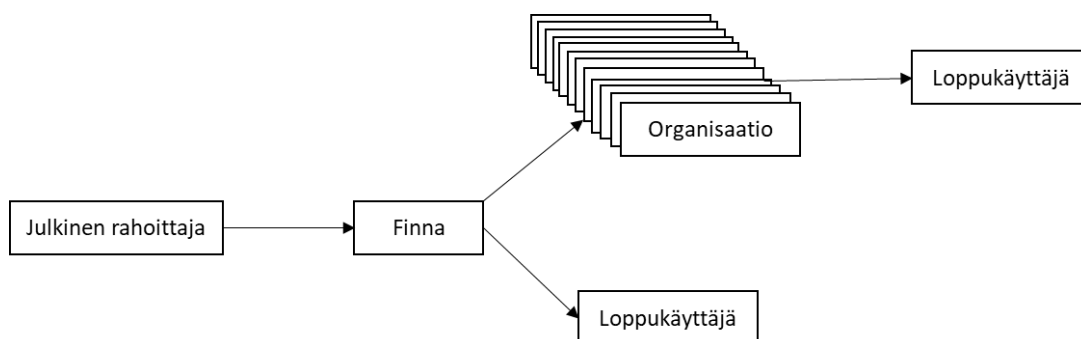 Loppukäyttäjä
Organisaatio
Julkinen rahoittaja
Finna
Loppukäyttäjä